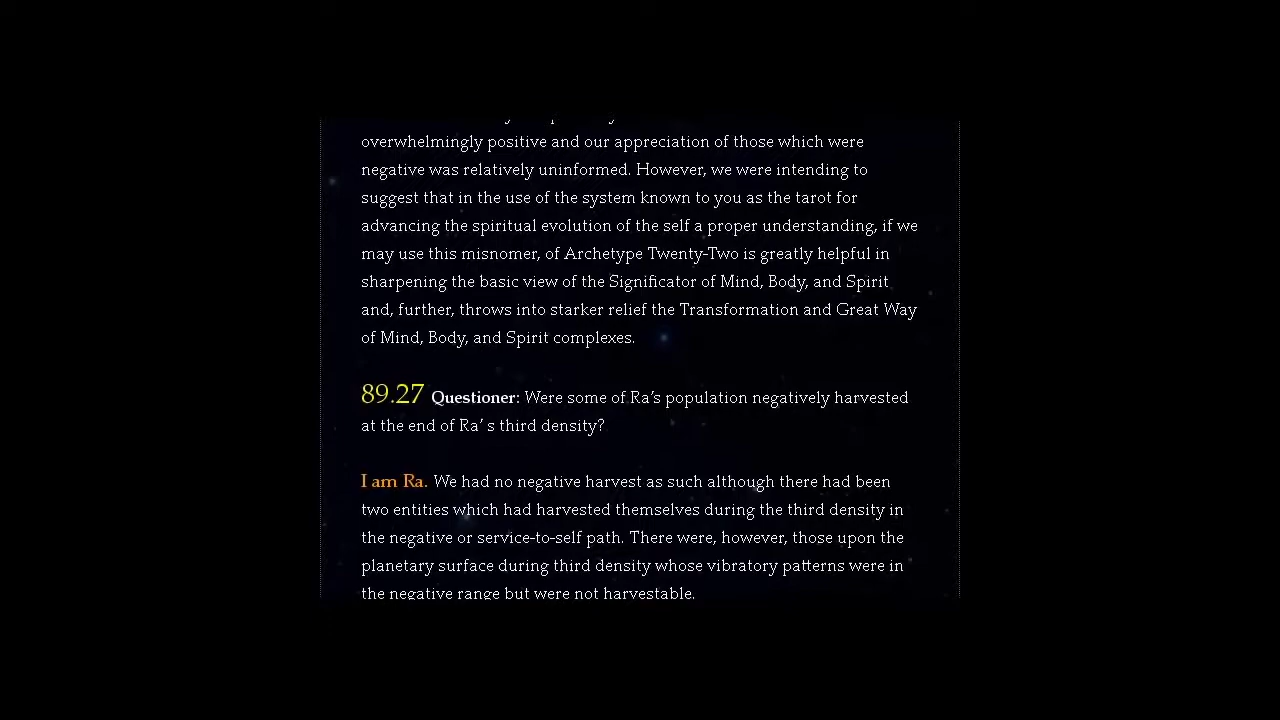 overwhelmingly positive and our appreciation of those which were
negative was relatively uninformed. However, we were intending to
suggest that in the use of the system known to you as the tarot for
advancing the spiritual evolution of the self a proper understanding, if we
may use this misnomer, of Archetype Twenty-Two is greatly helpful in
sharpening the basic view of the Significator of Mind, Body, and Spirit
and, further, throws into starker relief the Transformation and Great Way
of Mind, Body, and Spirit complexes.
89.27 Questioner: Were some of Ra's population negatively harvested
at the end of Ra' s third density?
I am Ra. We had no negative harvest as such although there had been
two entities which had harvested themselves during the third density in
the negative or service-to-self path. There were, however, those upon the
planetary surface during third density whose vibratory patterns were in
the negative range but were not harvestable.